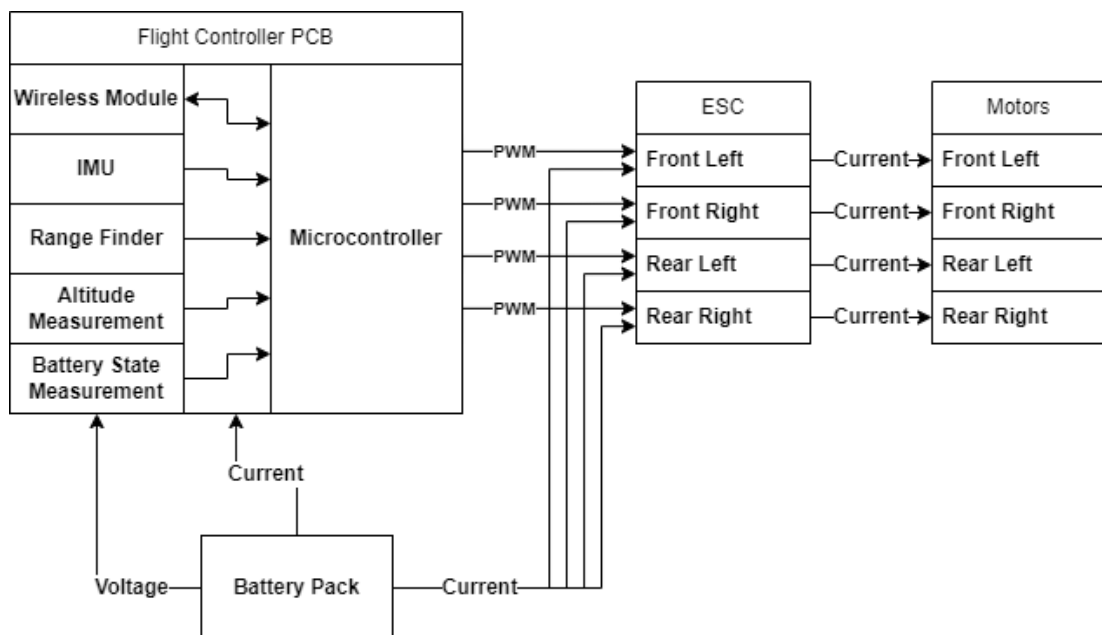 Flight Controller PCB
Wireless Module
IMU
Range Finder
Altitude
Measurement
Battery State
Measurement
Microcontroller
PWM
PWM
PWM
PWM
ESC
Front Left
Front Right
Rear Left
Rear Right
Current
Current
Current
Current
Motors
Front Left
Front Right
Rear Left
Rear Right
Current
Voltage
Battery Pack
Current